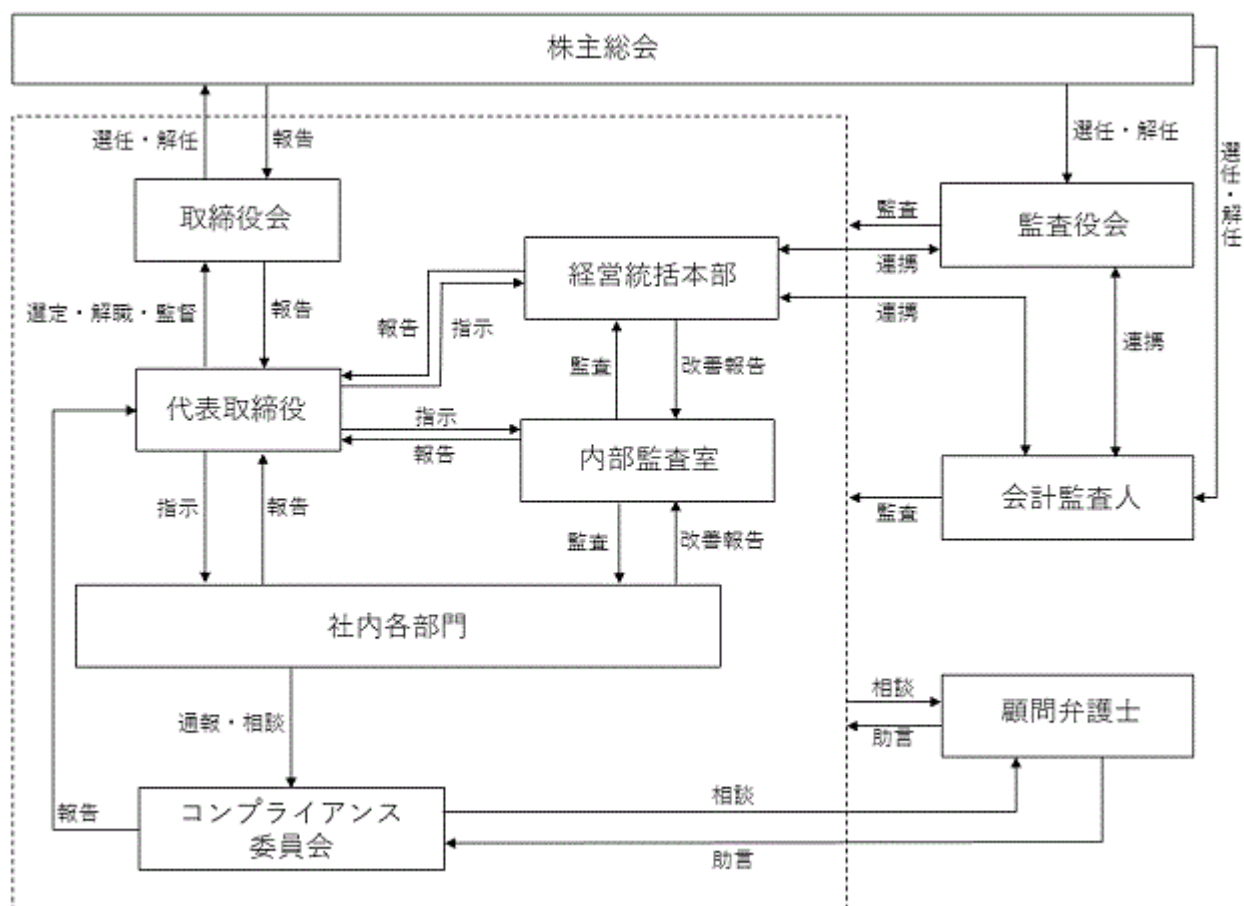 株主総会
選任・解任
報告
選任・解任
選任・解任
取締役会
監査役会
監査
経営統括本部
連携
選定・解職・監督
報告
報告
指示
連携
連携
監査
改善報告
代表取締役
指示
報告
内部監査室
会計監査人
監査
指示
報告
監査
改善報告
社内各部門
相談
顧問弁護士
助言
通報・相談
報告
コンプライアンス
委員会
相談
助言